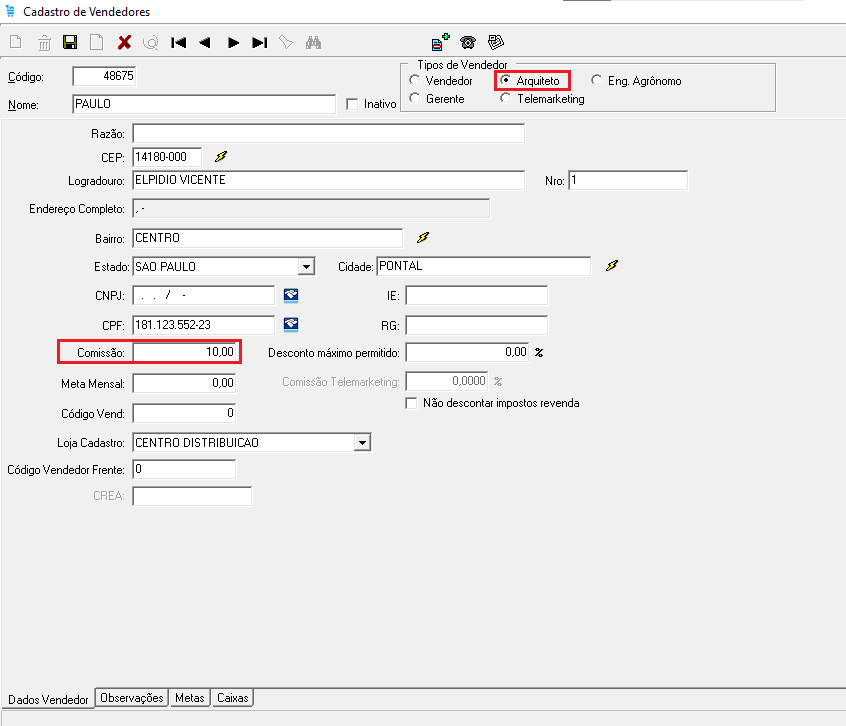 Cadastro de Vendedores
Tipos de Vendedor
Código: 48675 Vendedor Arquiteto Eng. Agrônomo
Nome: PAULO Inativo Gerente Telemarketing
Razão:
CEP: 14180-000
Logradouro: ELPIDIO VICENTE Nro: 1
Endereço Completo: , -
Bairro: CENTRO
Estado: SAO PAULO Cidade: PONTAL
CNPJ: . . / - IE:
CPF: 181.123.552-23 RG:
Comissão: 10,00 Desconto máximo permitido: 0,00 %
Meta Mensal: 0,00 Comissão Telemarketing: 0,0000 %
Não descontar impostos revenda
Código Vend: 0
Loja Cadastro: CENTRO DISTRIBUICAO
Código Vendedor Frente: 0
CREA:
Dados Vendedor Observações Metas Caixas